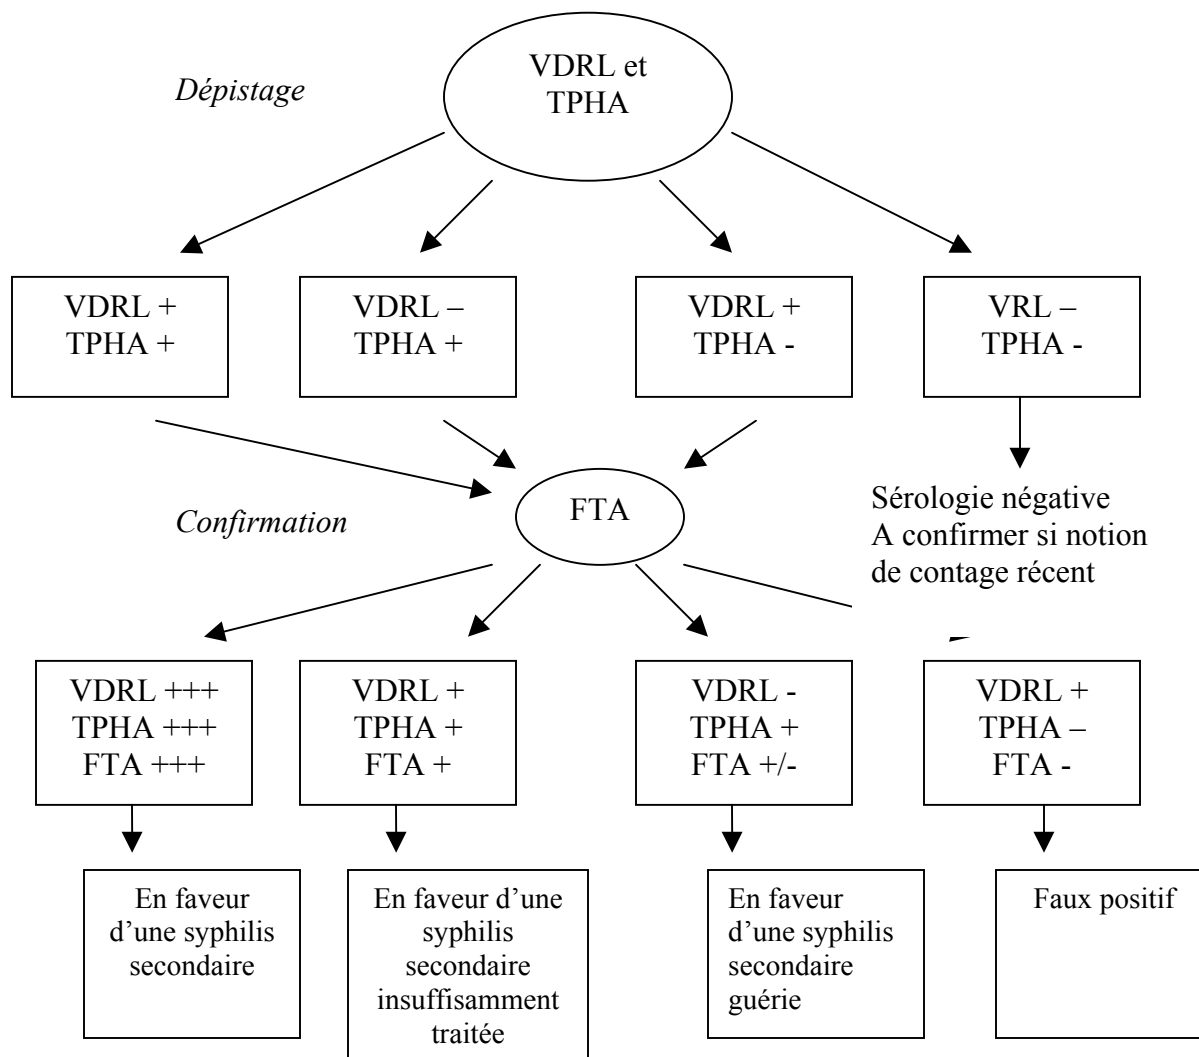 VDRL et
TPHA
Dépistage
VDRL +
TPHA +
VDRL –
TPHA +
VDRL +
TPHA -
VRL –
TPHA -
Sérologie négative
A confirmer si notion
de contage récent
FTA
Confirmation
VDRL +++
TPHA +++
FTA +++
VDRL +
TPHA +
FTA +
VDRL -
TPHA +
FTA +/-
VDRL +
TPHA –
FTA -
En faveur
d’une syphilis
secondaire
En faveur d’une
syphilis
secondaire
insuffisamment
traitée
En faveur
d’une syphilis
secondaire
guérie
Faux positif